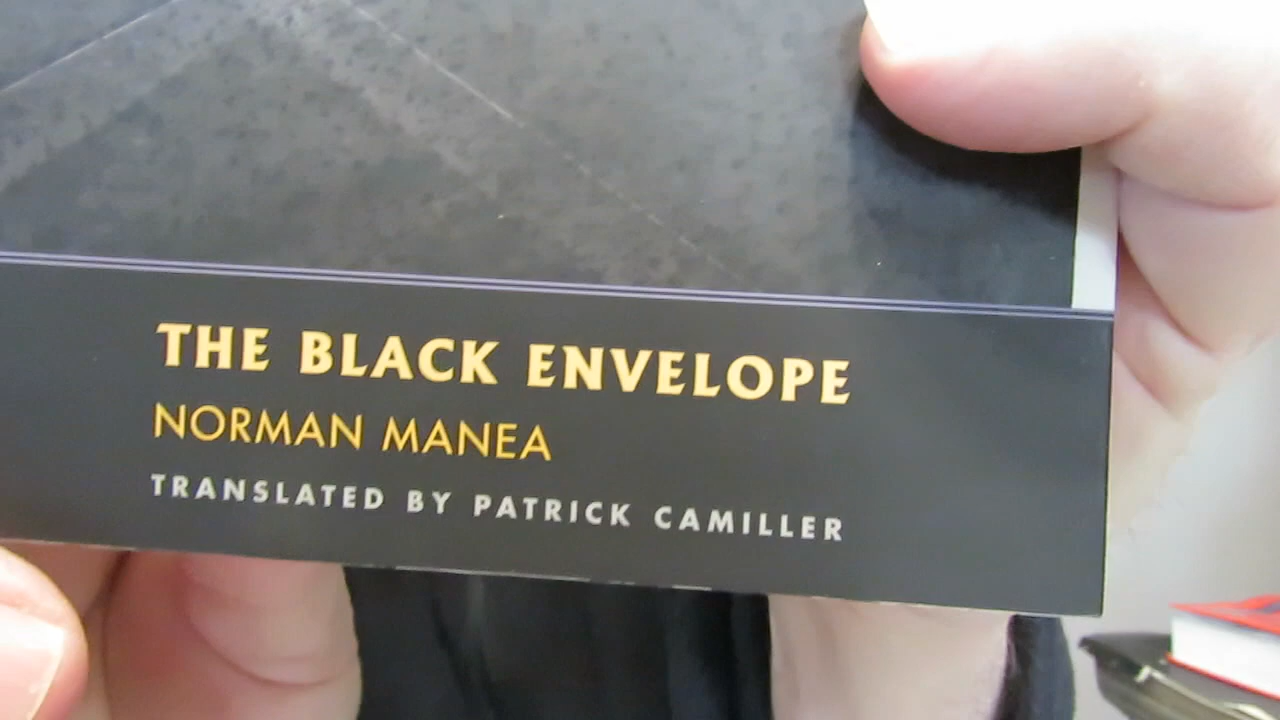 THE BLACK ENVELOPE
NORMAN MANEA
TRANSLATED BY PATRICK CAMILLER